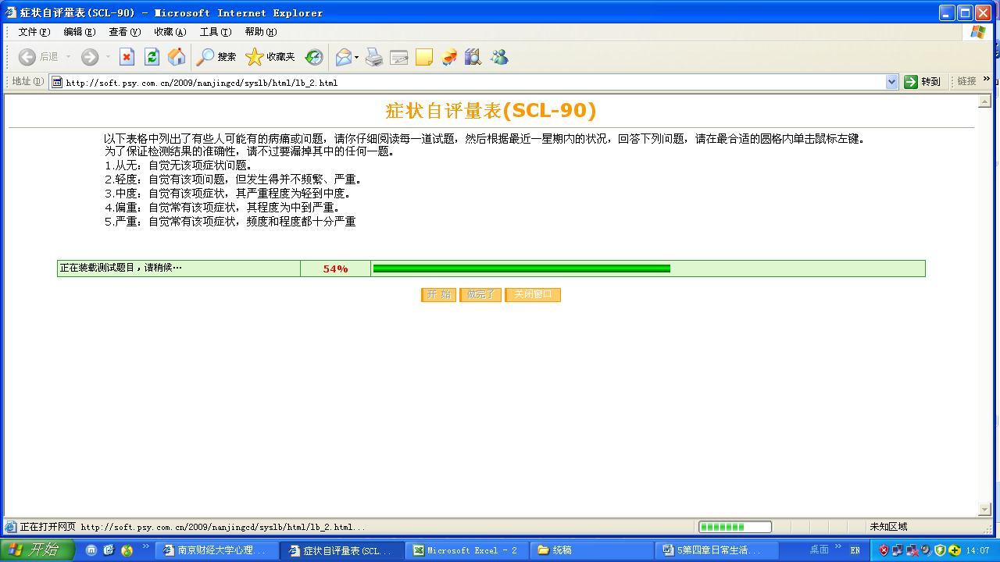 症状自评量表(SCL-90) - Microsoft Internet Explorer
文件(F) 编辑(E) 查看(V) 收藏(A) 工具(T) 帮助(H)
后退 搜索 收藏夹
地址(D) http://soft.psy.com.cn/2009/nanjingcd/syslb/html/lb_2.html 转到 链接 »
症状自评量表(SCL-90)
以下表格中列出了有些人可能有的病痛或问题，请你仔细阅读每一道试题，然后根据最近一星期内的状况，回答下列问题，请在最合适的圆格内单击鼠标左键。
为了保证检测结果的准确性，请不过要漏掉其中的任何一题。
1.从无：自觉无该项症状问题。
2.轻度：自觉有该项问题，但发生得并不频繁、严重。
3.中度：自觉有该项症状，其严重程度为轻到中度。
4.偏重：自觉常有该项症状，其程度为中到严重。
5.严重：自觉常有该项症状，频度和程度都十分严重
正在装载测试题目，请稍候… 54%
开 始 做完了 关闭窗口
正在打开网页 http://soft.psy.com.cn/2009/nanjingcd/syslb/html/lb_2.html... 未知区域
开始 » 南京财经大学心理... 症状自评量表(SCL... Microsoft Excel - 2 统稿 5第四章日常生活... 桌面 » EN 14:07